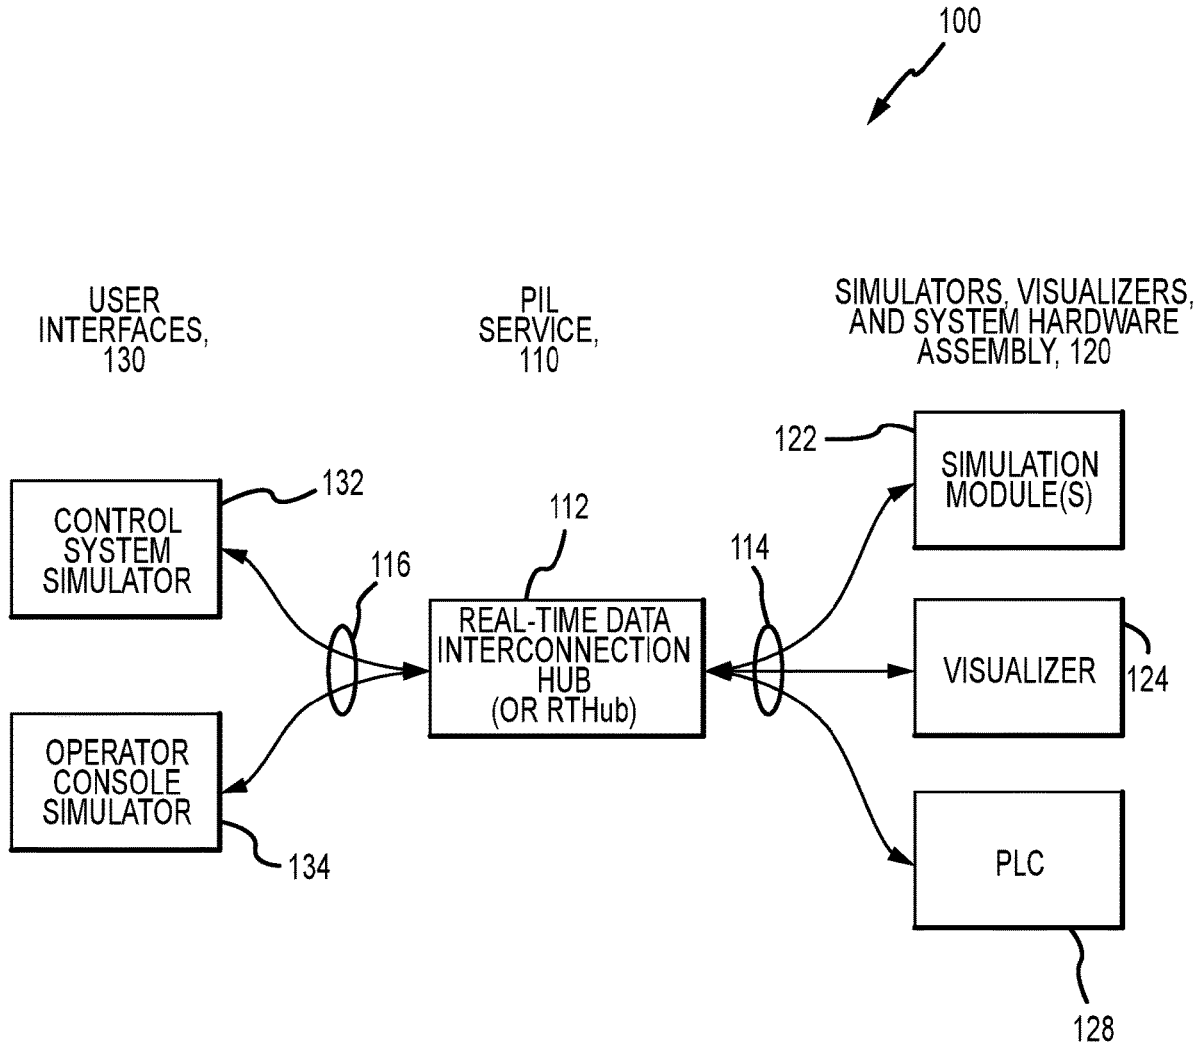 100
USER
INTERFACES,
130
PIL
SERVICE,
110
SIMULATORS, VISUALIZERS,
AND SYSTEM HARDWARE
ASSEMBLY, 120
132
CONTROL
SYSTEM
SIMULATOR
116
OPERATOR
CONSOLE
SIMULATOR
134
112
REAL-TIME DATA
INTERCONNECTION
HUB
(OR RTHub)
114
122
SIMULATION
MODULE(S)
VISUALIZER
124
PLC
128